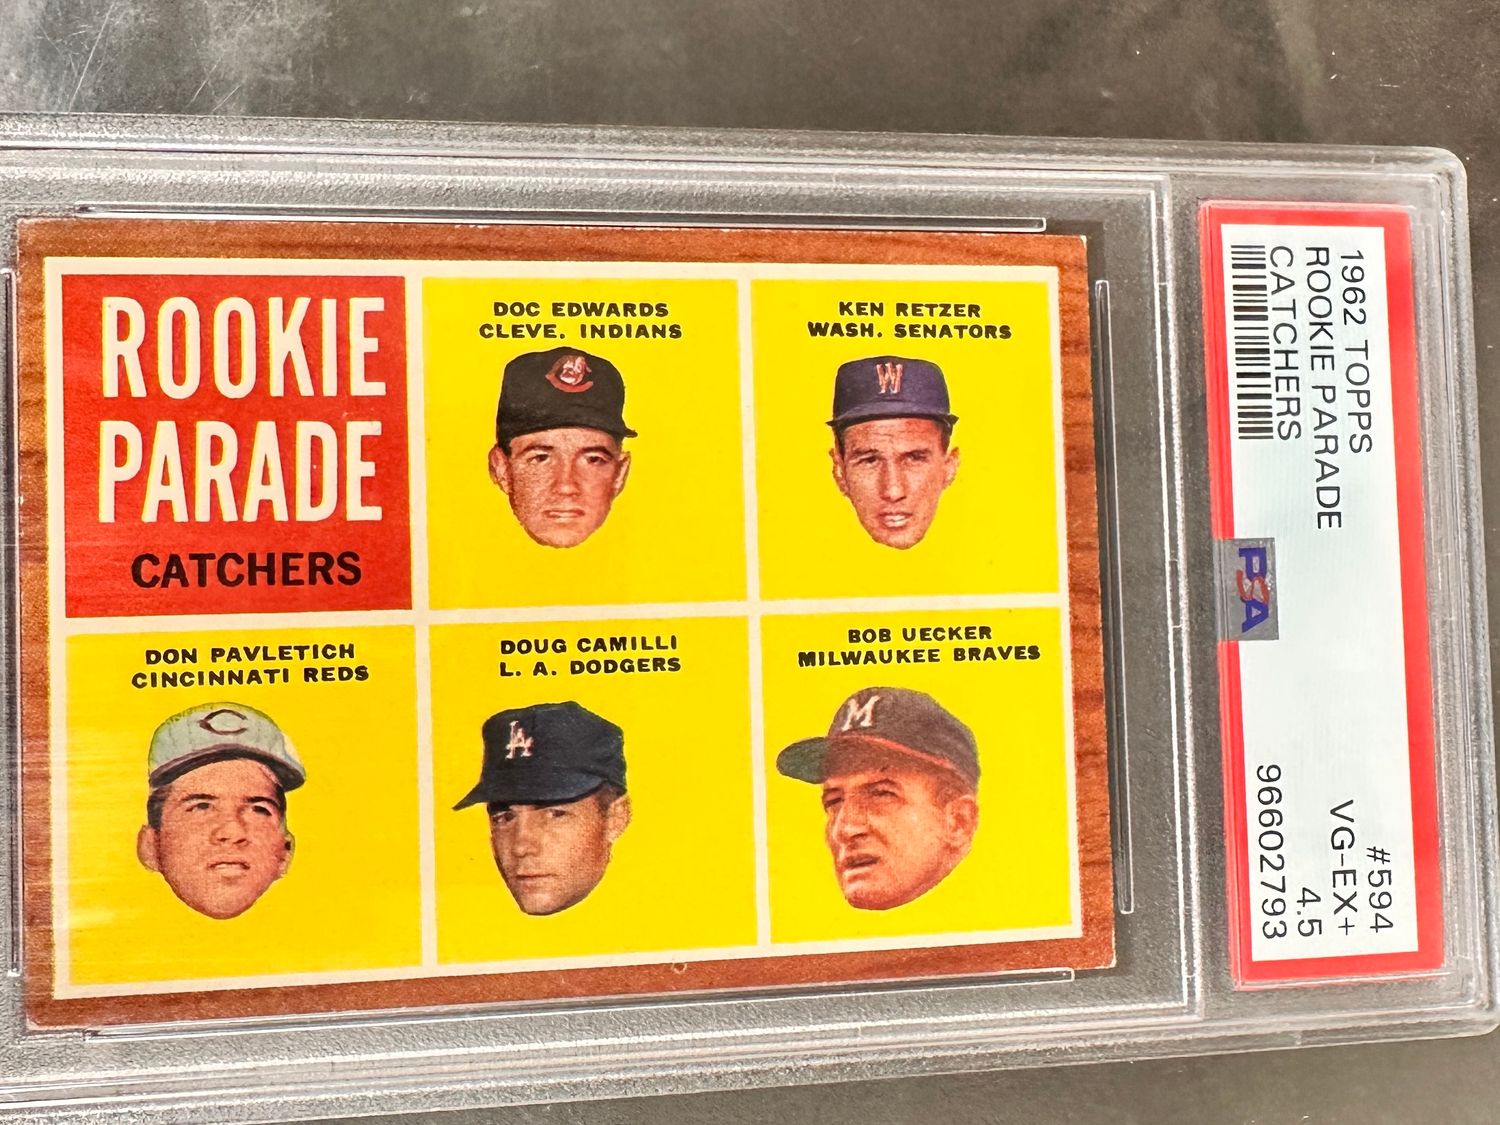 ROOKIE
PARADE
CATCHERS
DOC EDWARDS
CLEVE. INDIANS
KEN RETZER
WASH. SENATORS
DON PAVLETICH
CINCINNATI REDS
DOUG CAMILLI
L. A. DODGERS
BOB UECKER
MILWAUKEE BRAVES
C
W
C
LA
M
1962 TOPPS #594
ROOKIE PARADE VG-EX+
CATCHERS 4.5
96602793
PSA